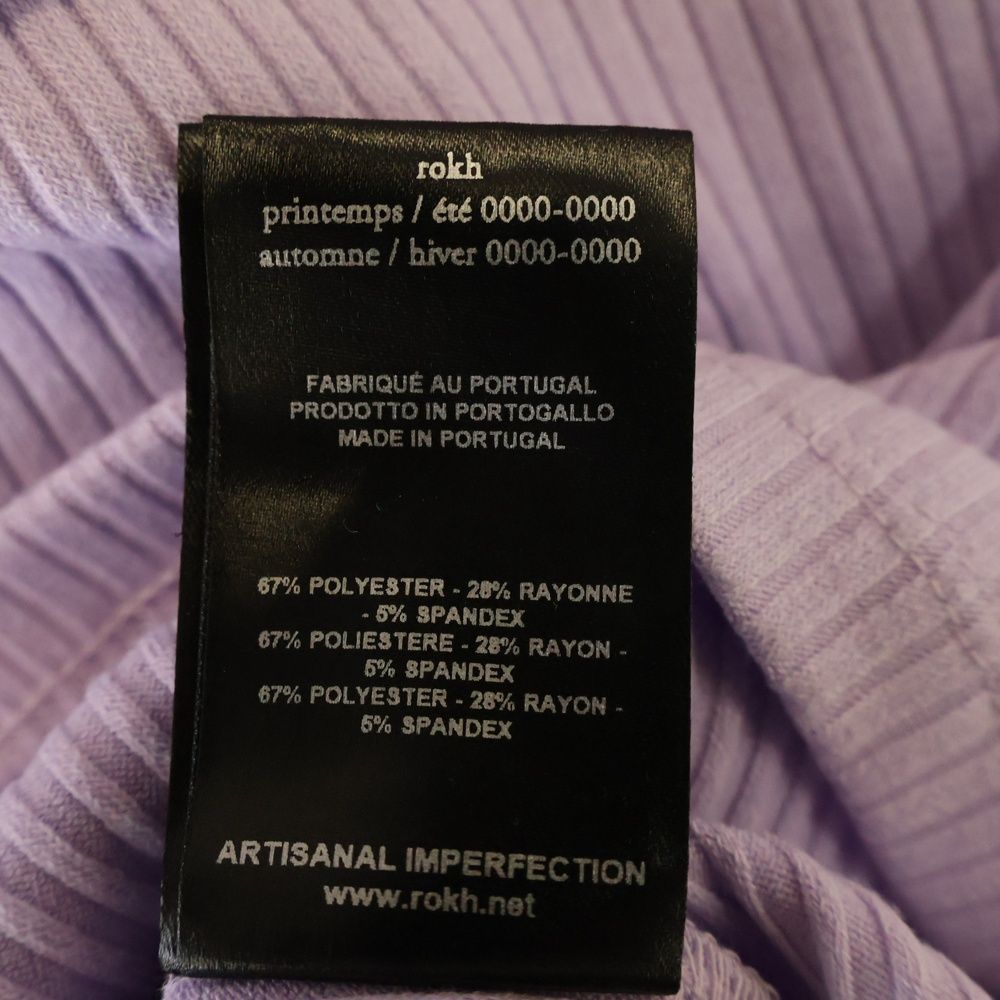 rokh
printemps / été 0000-0000
automne / hiver 0000-0000
FABRIQUÉ AU PORTUGAL
PRODOTTO IN PORTOGALLO
MADE IN PORTUGAL
67% POLYESTER - 28% RAYONNE
- 5% SPANDEX
67% POLIESTERE - 28% RAYON -
5% SPANDEX
67% POLYESTER - 28% RAYON -
5% SPANDEX
ARTISANAL IMPERFECTION
www.rokh.net